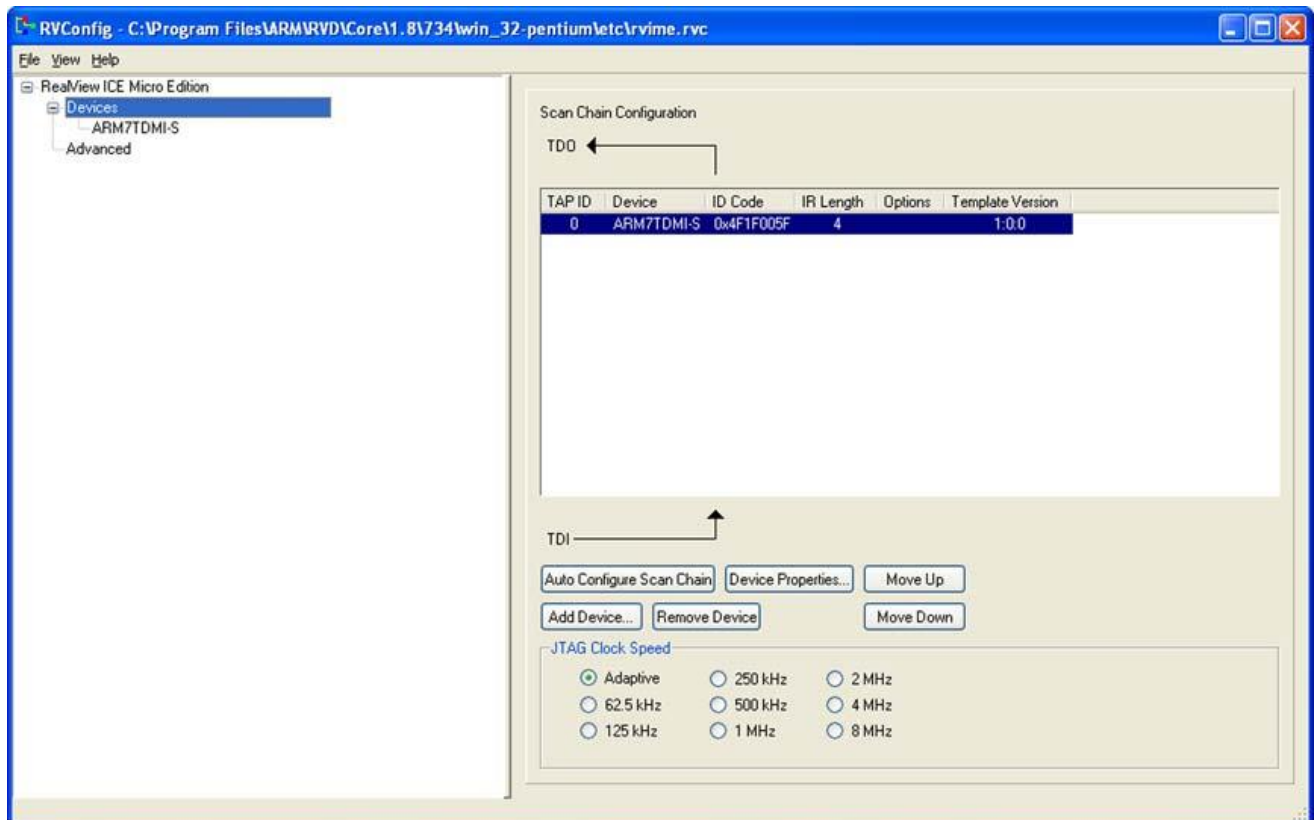 RVConfig - C:\Program Files\ARM\RVD\Core\1.8\734\win_32-pentium\etc\rvime.rvc
File View Help
RealView ICE Micro Edition
Devices
ARM7TDMI-S
Advanced
Scan Chain Configuration
TDO
TAP ID Device ID Code IR Length Options Template Version
0 ARM7TDMI-S 0x4F1F005F 4 1:0:0
TDI
Auto Configure Scan Chain Device Properties... Move Up
Add Device... Remove Device Move Down
JTAG Clock Speed
Adaptive 250 kHz 2 MHz
62.5 kHz 500 kHz 4 MHz
125 kHz 1 MHz 8 MHz